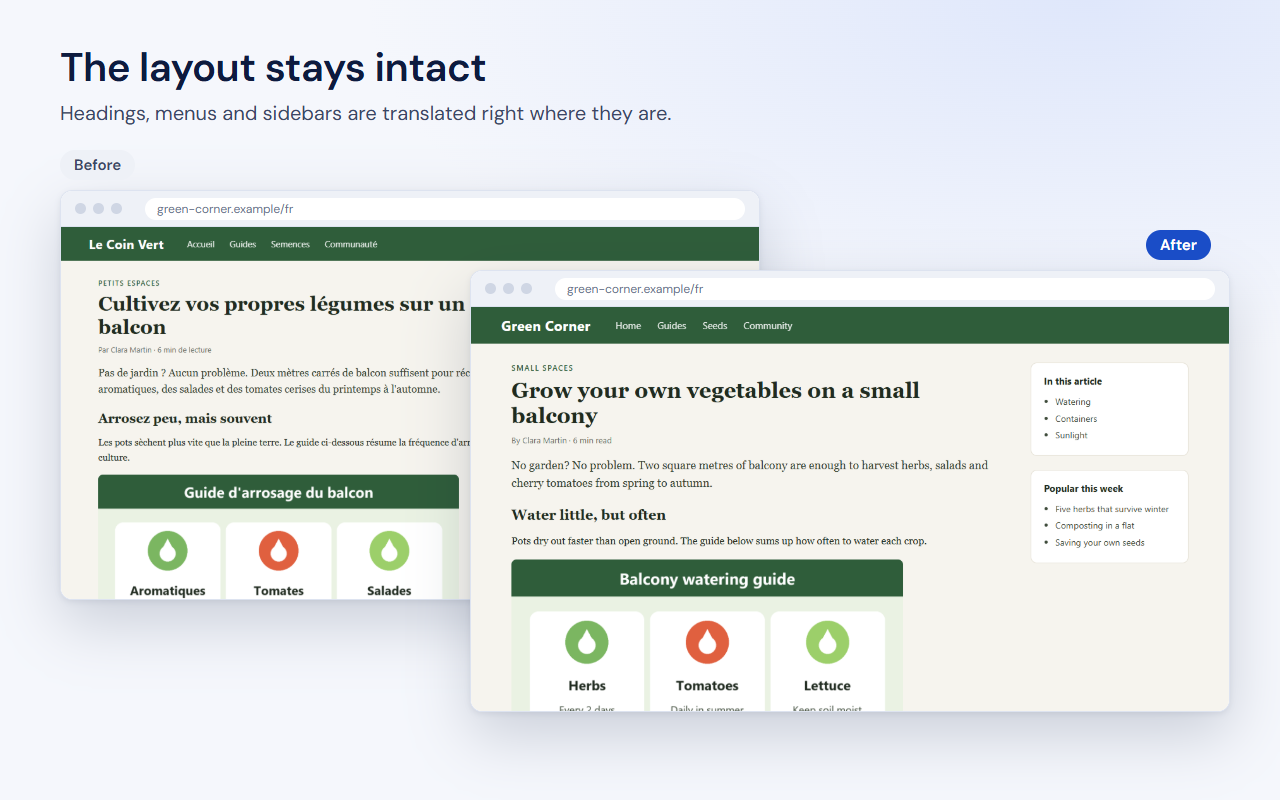 The layout stays intact
Headings, menus and sidebars are translated right where they are.
Before
green-corner.example/fr
Le Coin Vert
Accueil Guides Semences Communauté
PETITS ESPACES
Cultivez vos propres légumes sur un
balcon
Par Clara Martin · 6 min de lecture
Pas de jardin ? Aucun problème. Deux mètres carrés de balcon suffisent pour
aromatiques, des salades et des tomates cerises du printemps à l'automne.
Arrosez peu, mais souvent
Les pots sèchent plus vite que la pleine terre. Le guide ci-dessous résume la fréquence
culture.
Guide d'arrosage du balcon
Aromatiques Tomates Salades
After
green-corner.example/fr
Green Corner
Home Guides Seeds Community
SMALL SPACES
Grow your own vegetables on a small
balcony
By Clara Martin · 6 min read
No garden? No problem. Two square metres of balcony are enough to harvest herbs, salads and
cherry tomatoes from spring to autumn.
Water little, but often
Pots dry out faster than open ground. The guide below sums up how often to water each crop.
Balcony watering guide
Herbs Tomatoes Lettuce
Every 2 days Daily in summer Keep soil moist
In this article
• Watering
• Containers
• Sunlight
Popular this week
• Five herbs that survive winter
• Composting in a flat
• Saving your own seeds